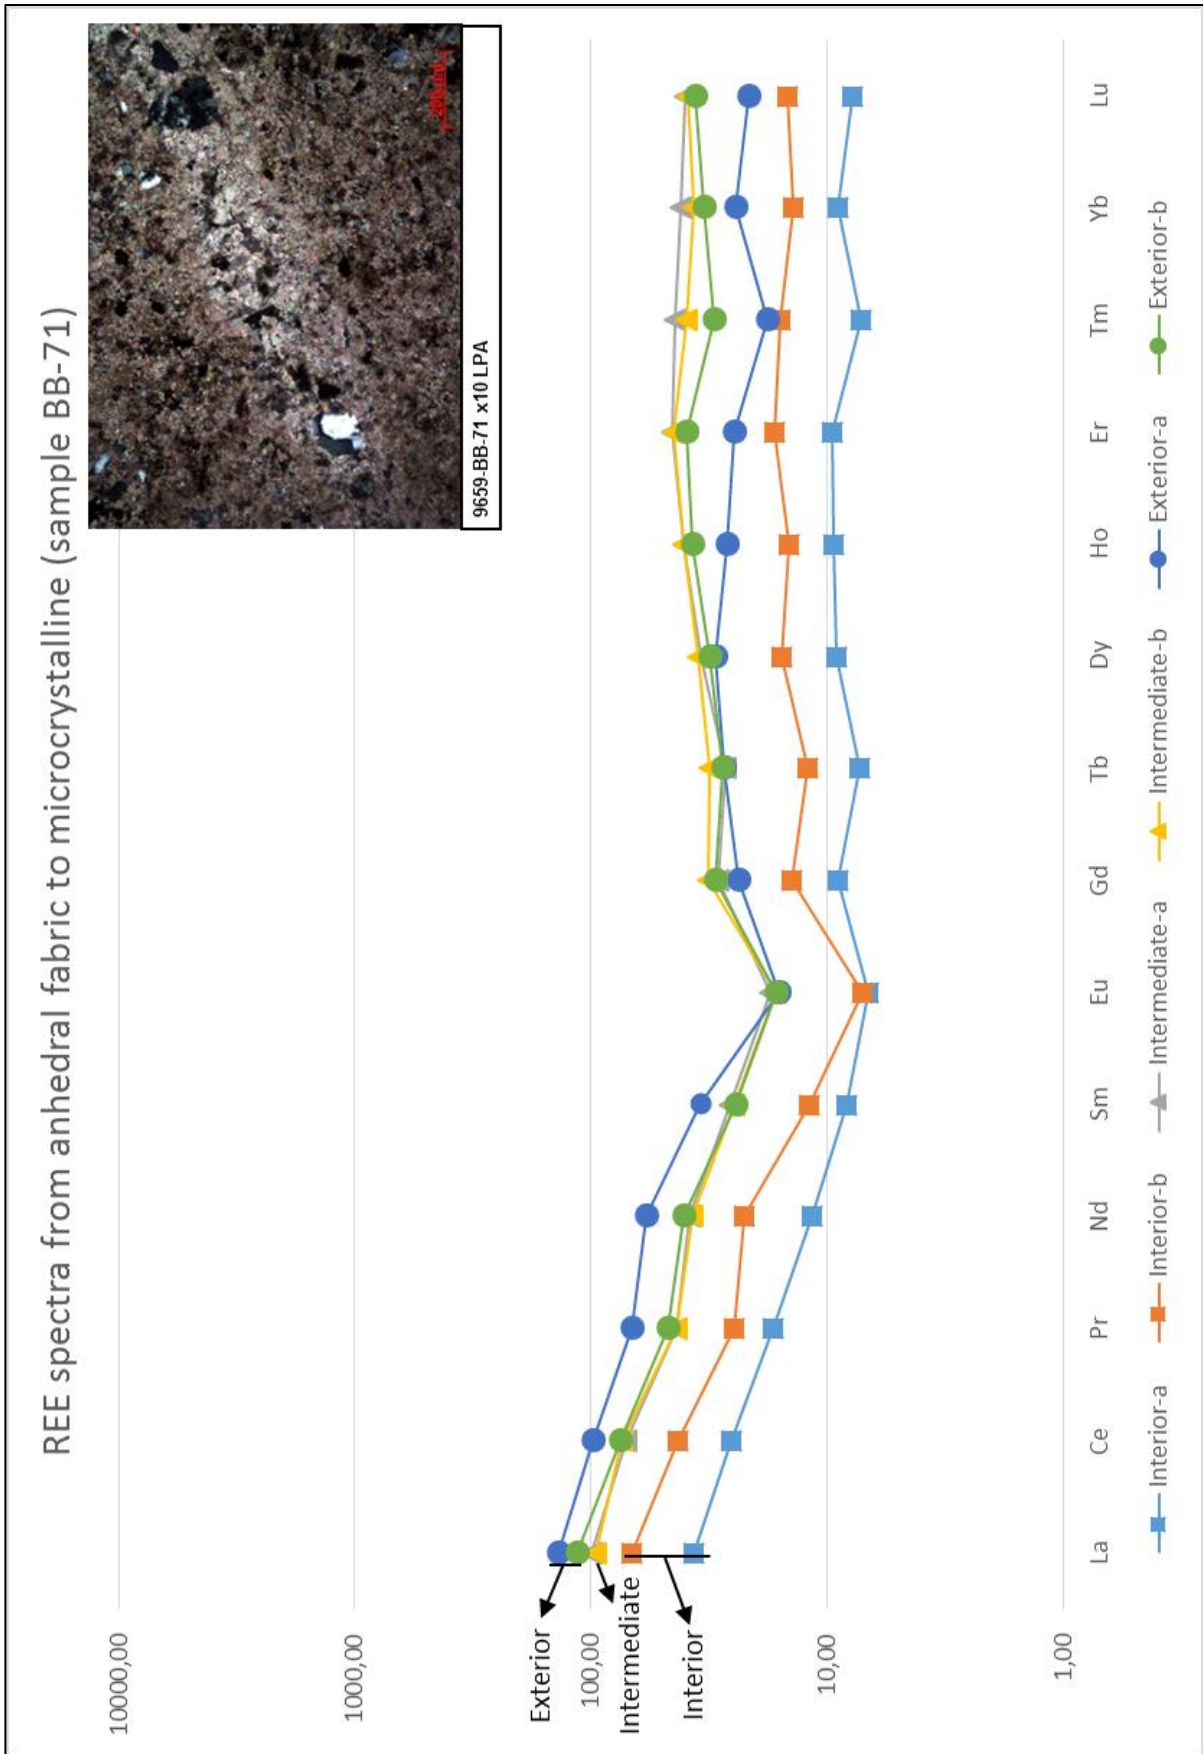 REE spectra from anhedral fabric to microcrystalline (sample BB-71)
200um
9659-BB-71 x10 LPA
10000,00
1000,00
Exterior
100,00
Intermediate
Interior
10,00
1,00
La Ce Pr Nd Sm Eu Gd Tb Dy Ho Er Tm Yb Lu
Interior-a Interior-b Intermediate-a Intermediate-b Exterior-a Exterior-b